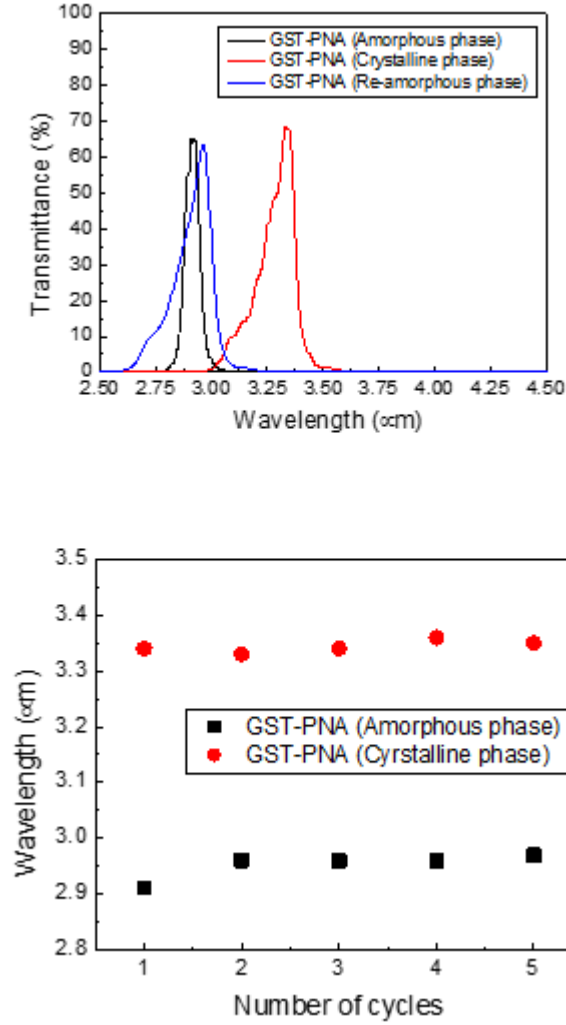 100
90
80
70
60
50
40
30
20
10
0
Transmittance (%)
GST-PNA (Amorphous phase)
GST-PNA (Crystalline phase)
GST-PNA (Re-amorphous phase)
2.50 2.75 3.00 3.25 3.50 3.75 4.00 4.25 4.50
Wavelength (∝m)
3.5
3.4
3.3
3.2
3.1
3.0
2.9
2.8
Wavelength (∝m)
GST-PNA (Amorphous phase)
GST-PNA (Cyrstalline phase)
1 2 3 4 5
Number of cycles